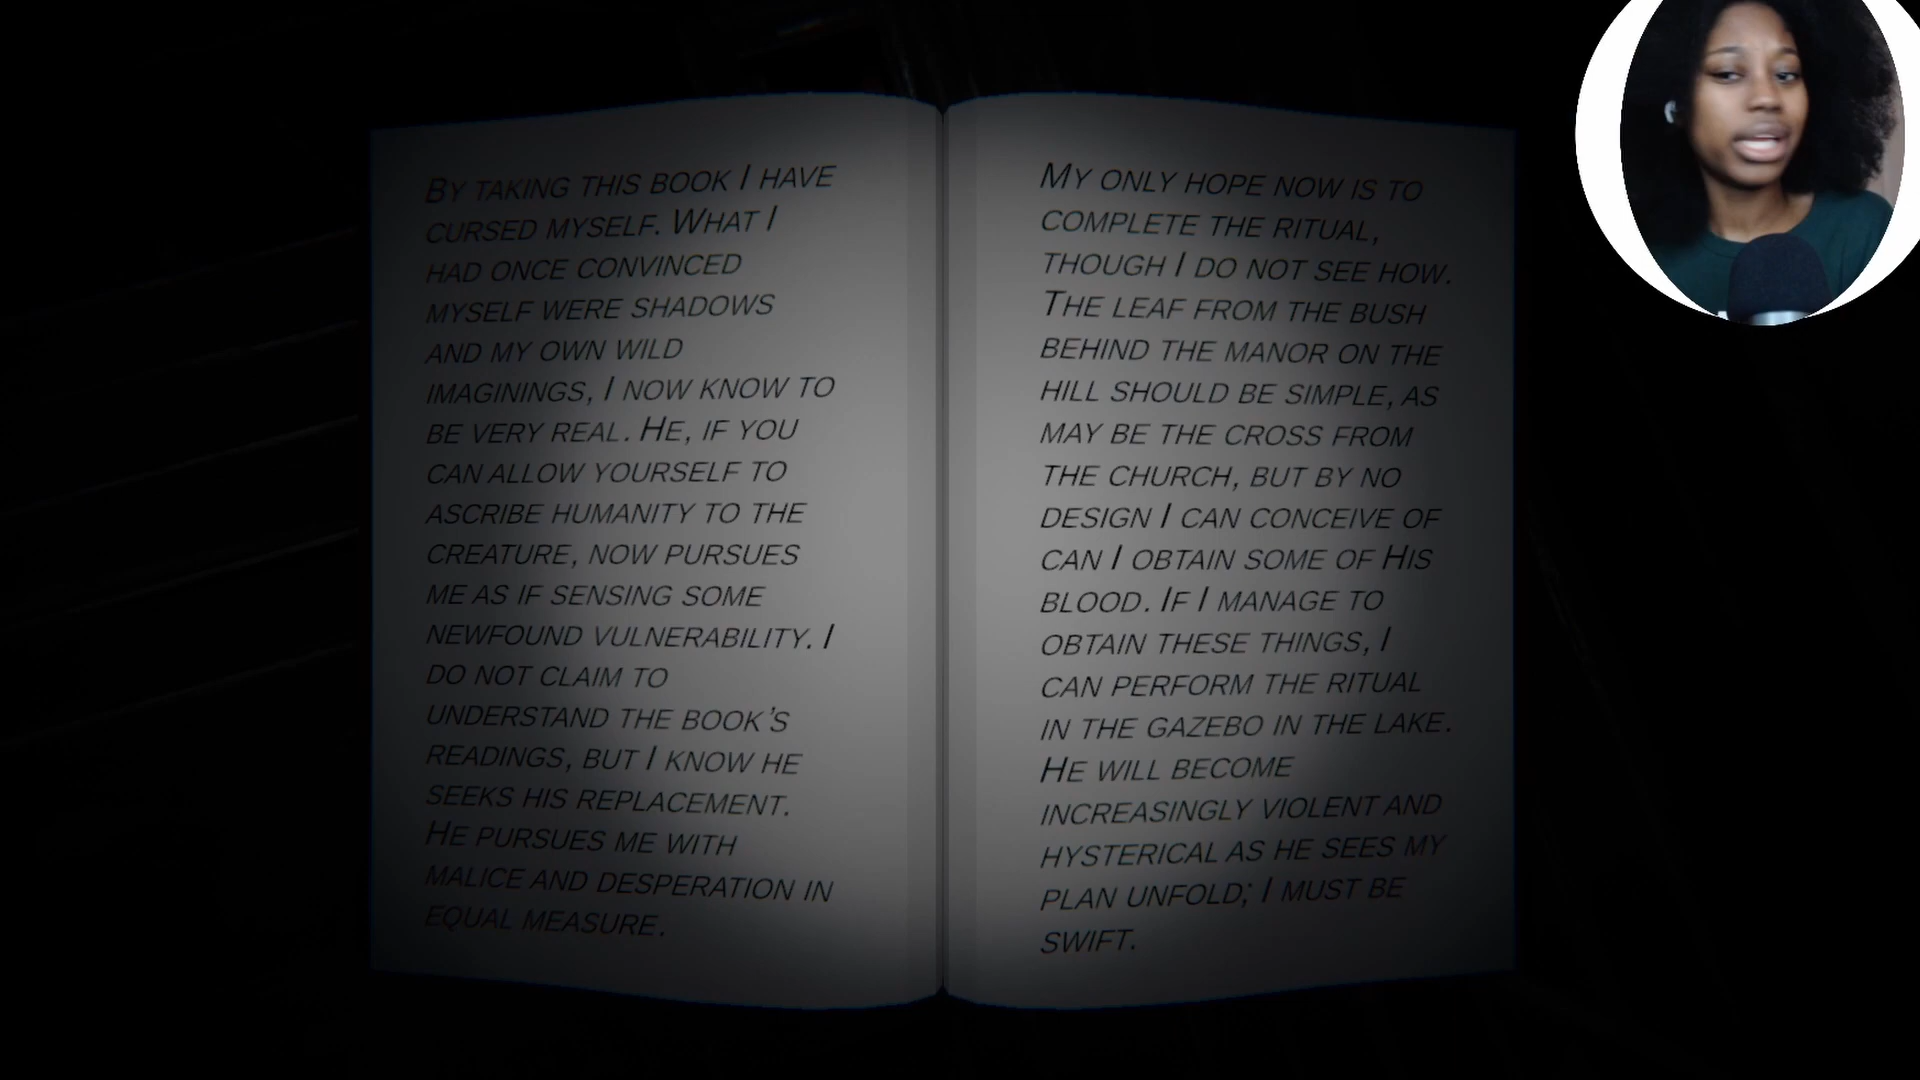 By taking this book I have
cursed myself. What I
had once convinced
myself were shadows
and my own wild
imaginings, I now know to
be very real. He, if you
can allow yourself to
ascribe humanity to the
creature, now pursues
me as if sensing some
newfound vulnerability. I
do not claim to
understand the book's
readings, but I know he
seeks his replacement.
He pursues me with
malice and desperation in
equal measure.
My only hope now is to
complete the ritual,
though I do not see how.
The leaf from the bush
behind the manor on the
hill should be simple, as
may be the cross from
the church, but by no
design I can conceive of
can I obtain some of His
blood. If I manage to
obtain these things, I
can perform the ritual
in the gazebo in the lake.
He will become
increasingly violent and
hysterical as he sees my
plan unfold; I must be
swift.